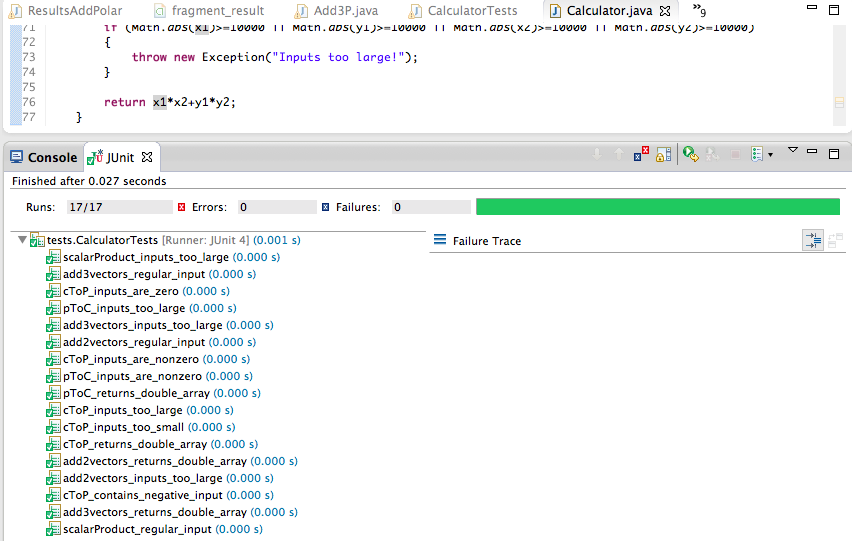 ResultsAddPolar fragment_result Add3P.java CalculatorTests Calculator.java »9
71 if (Math.abs(x1)>=10000 || Math.abs(y1)>=10000 || Math.abs(x2)>=10000 || Math.abs(y2)>=10000)
72 {
73 throw new Exception("Inputs too large!");
74 }
75
76 return x1*x2+y1*y2;
77 }
Console JUnit
Finished after 0.027 seconds
Runs: 17/17 Errors: 0 Failures: 0
tests.CalculatorTests [Runner: JUnit 4] (0.001 s)
Failure Trace
scalarProduct_inputs_too_large (0.000 s)
add3vectors_regular_input (0.000 s)
cToP_inputs_are_zero (0.000 s)
pToC_inputs_too_large (0.000 s)
add3vectors_inputs_too_large (0.000 s)
add2vectors_regular_input (0.000 s)
cToP_inputs_are_nonzero (0.000 s)
pToC_inputs_are_nonzero (0.000 s)
pToC_returns_double_array (0.000 s)
cToP_inputs_too_large (0.000 s)
cToP_inputs_too_small (0.000 s)
cToP_returns_double_array (0.000 s)
add2vectors_returns_double_array (0.000 s)
add2vectors_inputs_too_large (0.000 s)
cToP_contains_negative_input (0.000 s)
add3vectors_returns_double_array (0.000 s)
scalarProduct_regular_input (0.000 s)